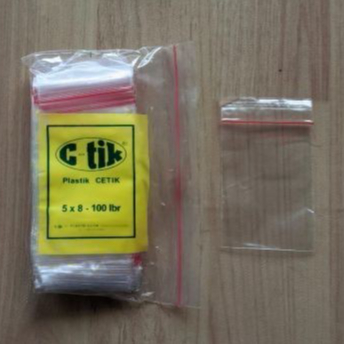 C-tik®
Plastik CETIK
5 x 8 - 100 lbr